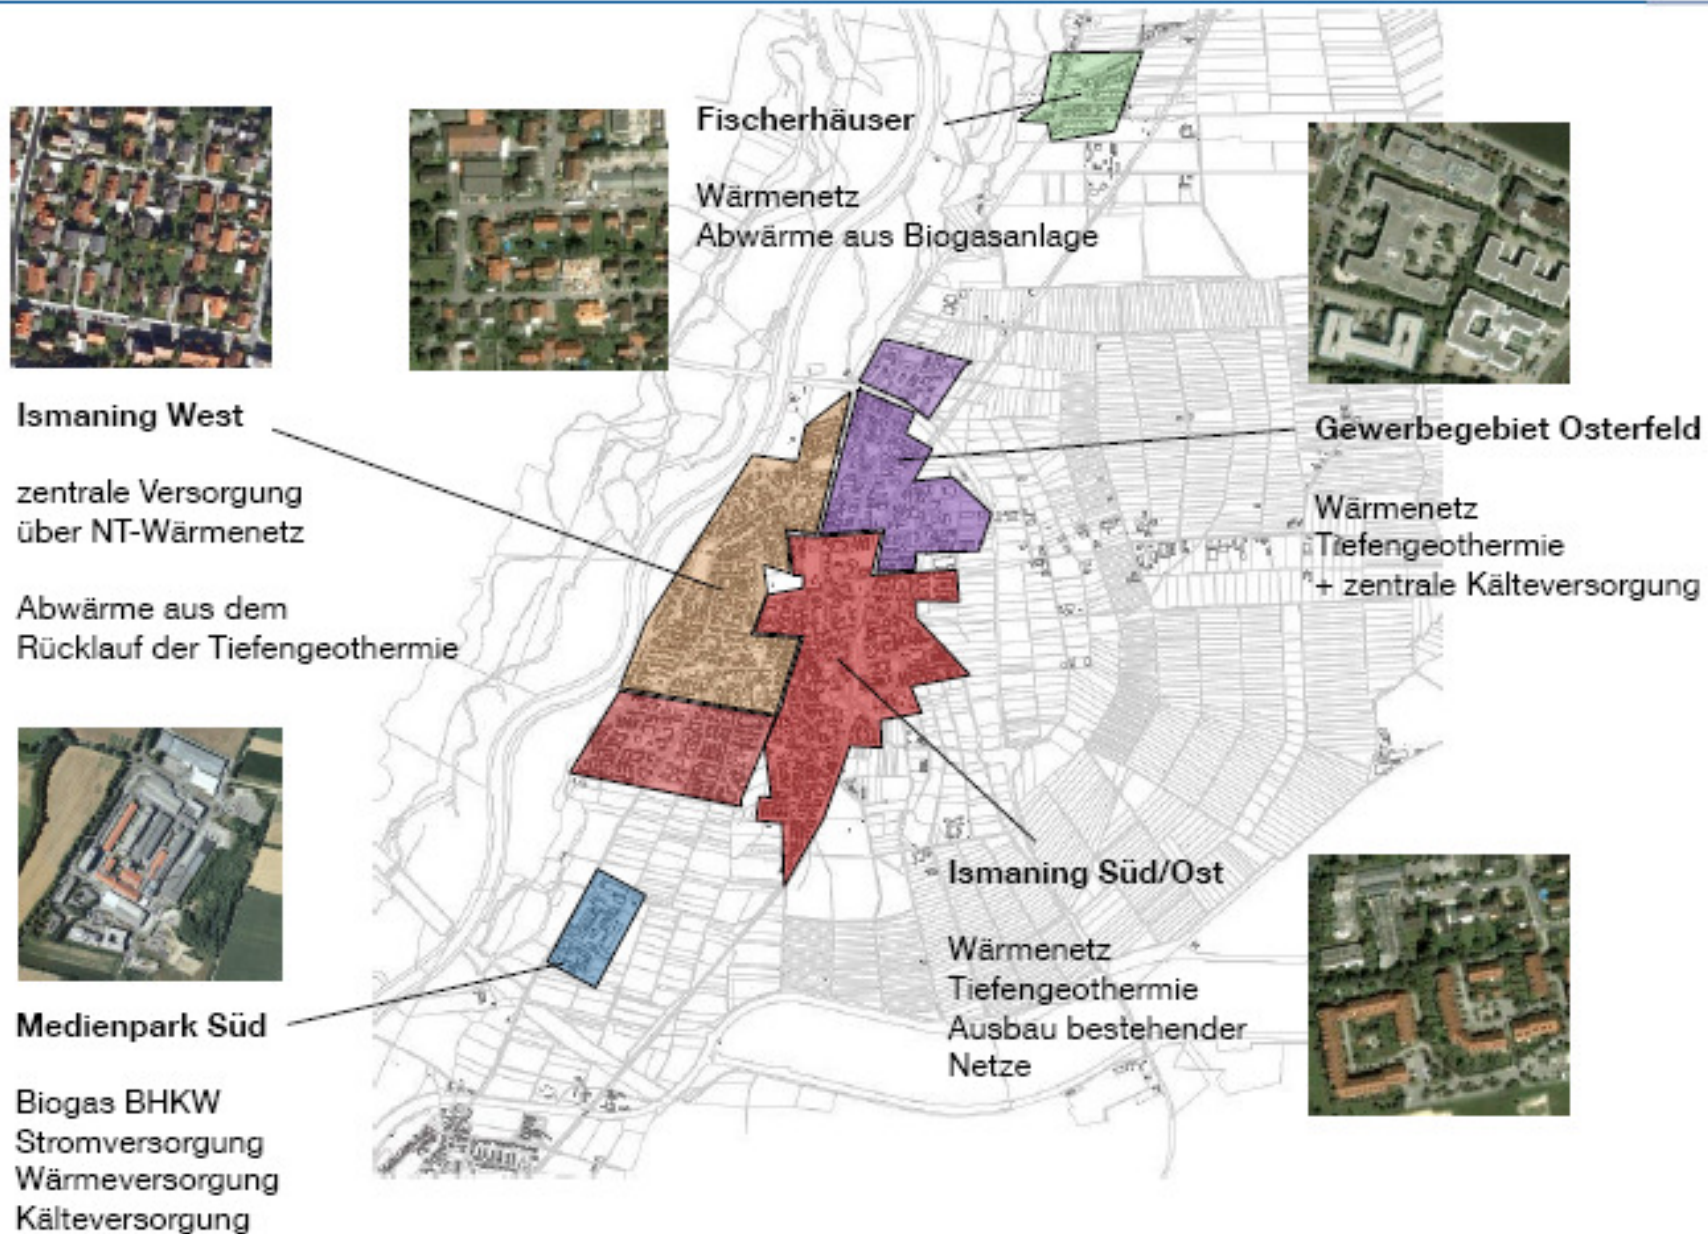 Fischerhäuser
Wärmenetz
Abwärme aus Biogasanlage
Ismaning West
zentrale Versorgung
über NT-Wärmenetz
Abwärme aus dem
Rücklauf der Tiefengeothermie
Gewerbegebiet Osterfeld
Wärmenetz
Tiefengeothermie
+ zentrale Kälteversorgung
Ismaning Süd/Ost
Wärmenetz
Tiefengeothermie
Ausbau bestehender
Netze
Medienpark Süd
Biogas BHKW
Stromversorgung
Wärmeversorgung
Kälteversorgung